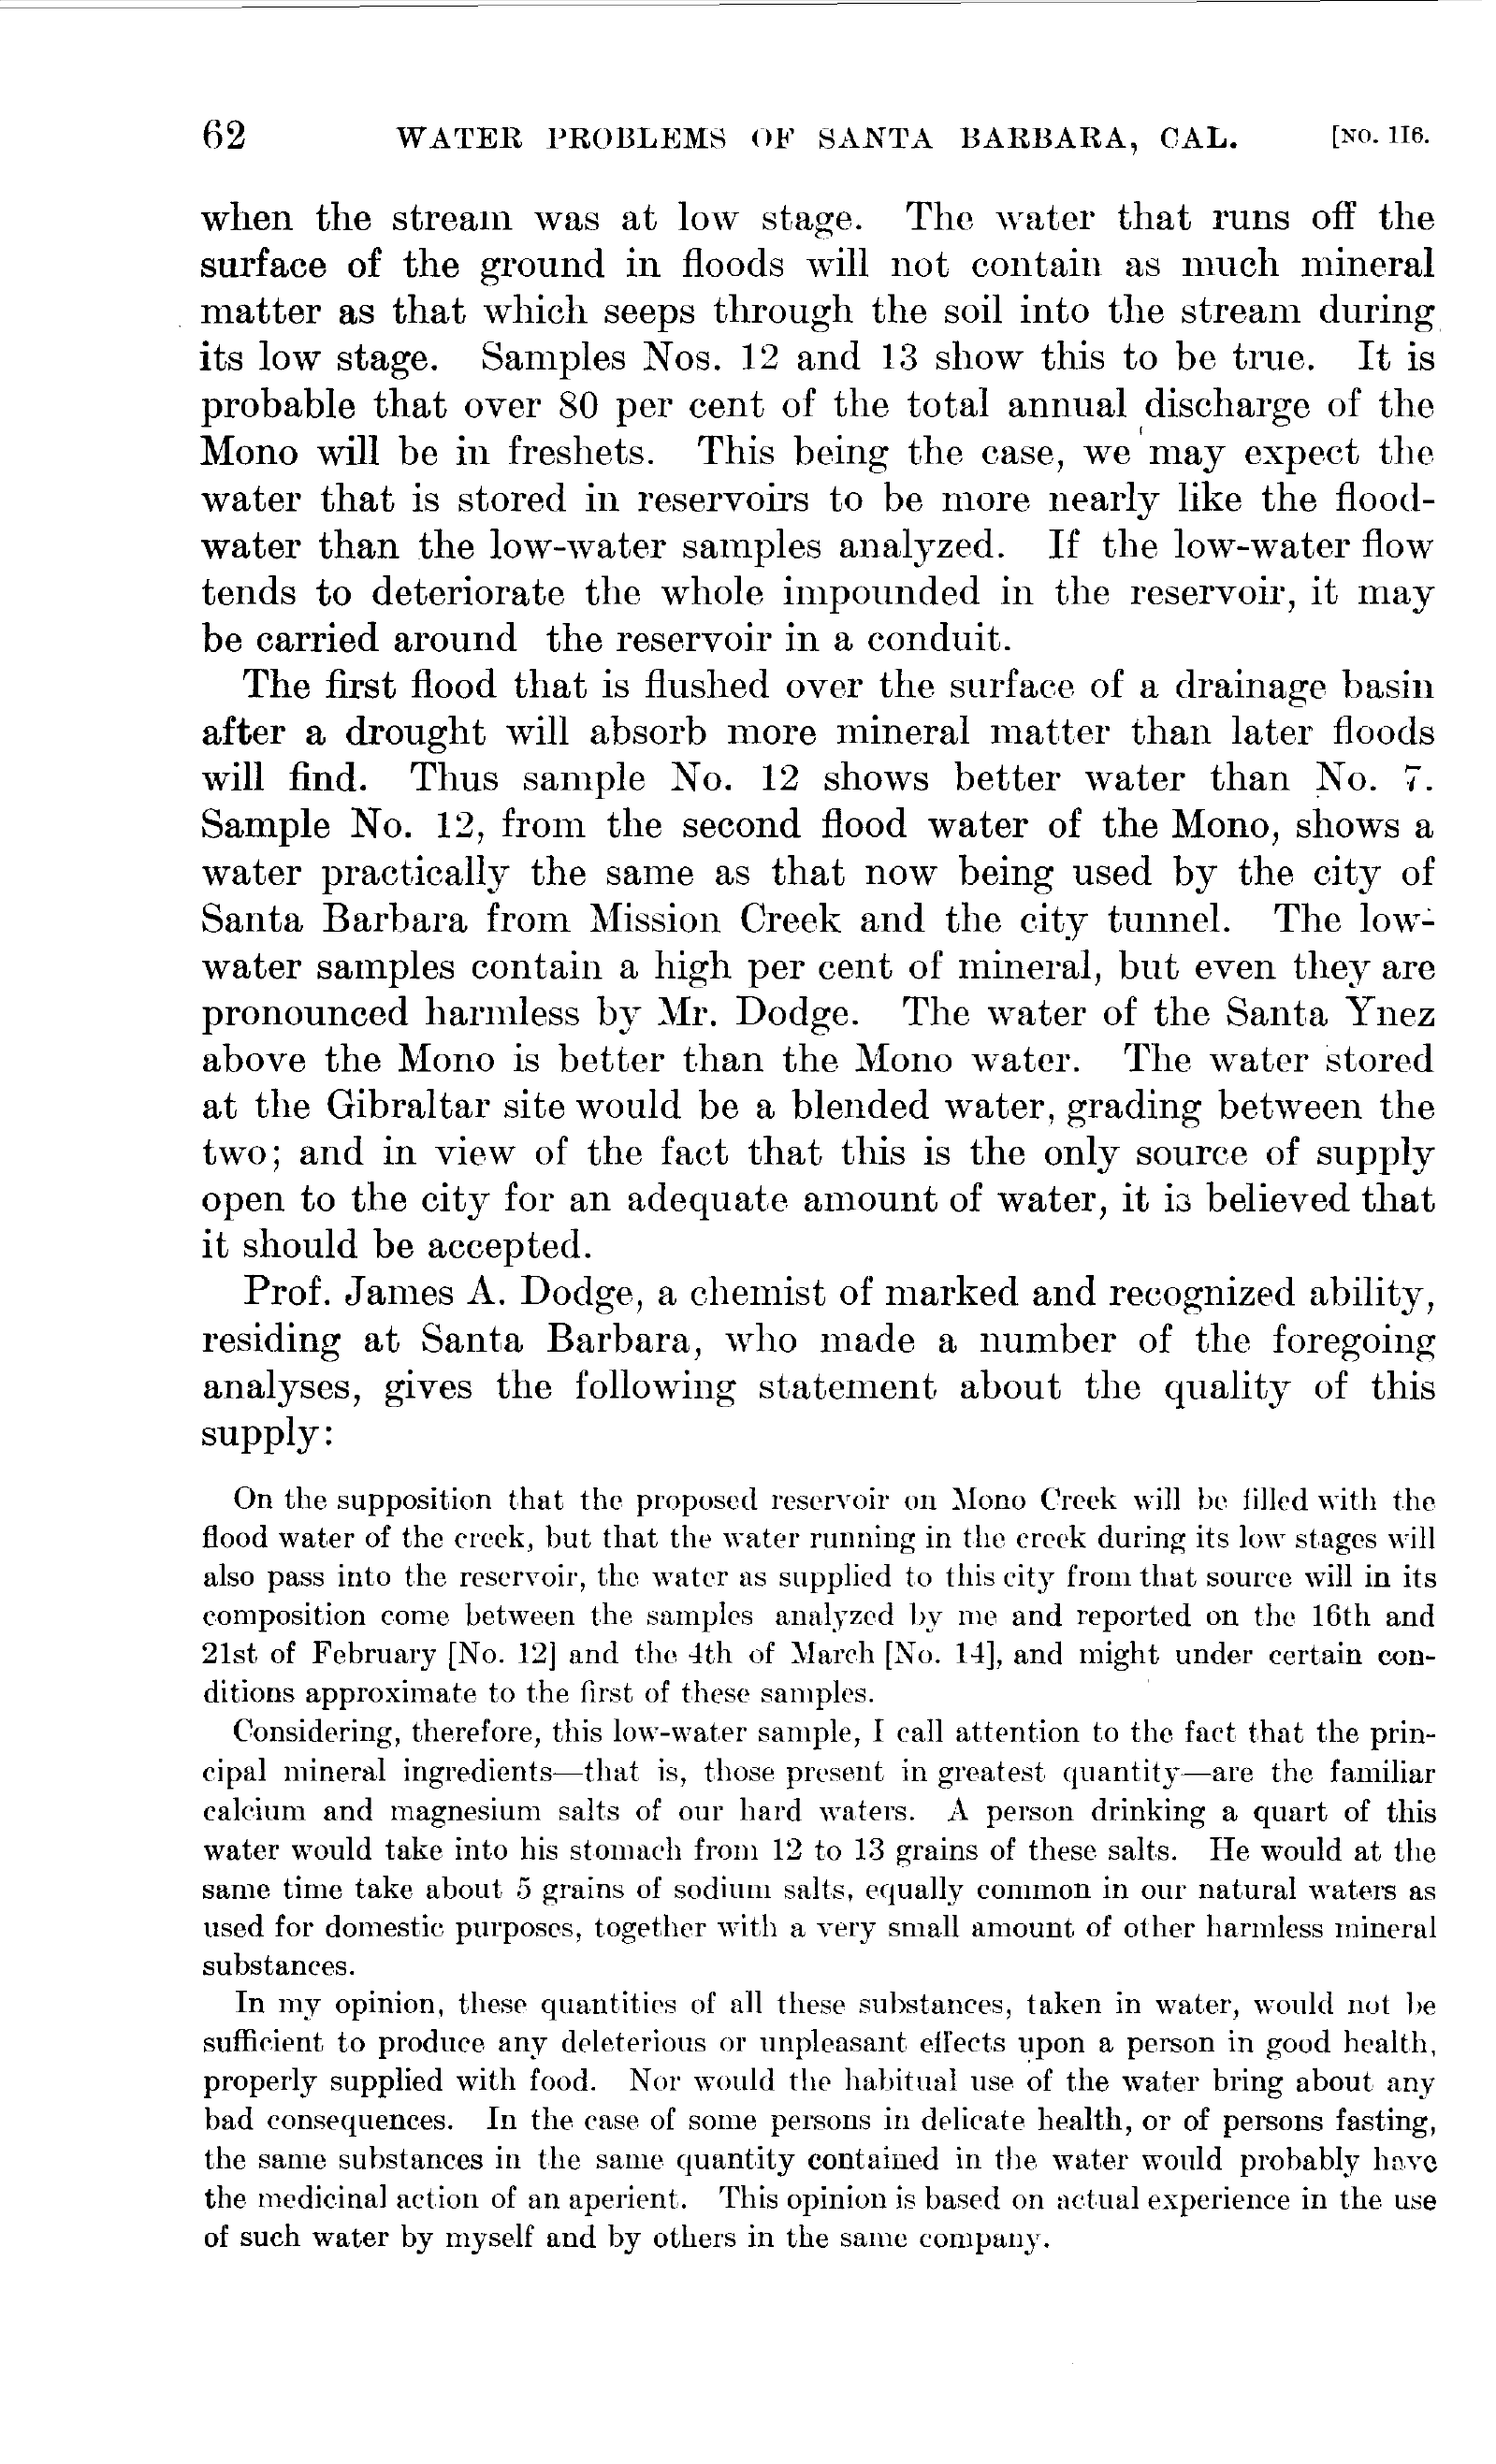 62 WATER PROBLEMS OF SANTA BARBARA, CAL. [NO. 116.
when the stream was at low stage. The water that runs off the
surface of the ground in floods will not contain as much mineral
matter as that which seeps through the soil into the stream during
its low stage. Samples Nos. 12 and 13 show this to be true. It is
probable that over 80 per cent of the total annual discharge of the
Mono will be in freshets. This being the case, we may expect the
water that is stored in reservoirs to be more nearly like the flood-
water than the low-water samples analyzed. If the low-water flow
tends to deteriorate the whole impounded in the reservoir, it may
be carried around the reservoir in a conduit.
The first flood that is flushed over the surface of a drainage basin
after a drought will absorb more mineral matter than later floods
will find. Thus sample No. 12 shows better water than No. 7.
Sample No. 12, from the second flood water of the Mono, shows a
water practically the same as that now being used by the city of
Santa Barbara from Mission Creek and the city tunnel. The low-
water samples contain a high per cent of mineral, but even they are
pronounced harmless by Mr. Dodge. The water of the Santa Ynez
above the Mono is better than the Mono water. The water stored
at the Gibraltar site would be a blended water, grading between the
two; and in view of the fact that this is the only source of supply
open to the city for an adequate amount of water, it is believed that
it should be accepted.
Prof. James A. Dodge, a chemist of marked and recognized ability,
residing at Santa Barbara, who made a number of the foregoing
analyses, gives the following statement about the quality of this
supply:
On the supposition that the proposed reservoir on Mono Creek will be filled with the
flood water of the creek, but that the water running in the creek during its low stages will
also pass into the reservoir, the water as supplied to this city from that source will in its
composition come between the samples analyzed by me and reported on the 16th and
21st of February [No. 12] and the 4th of March [No. 14], and might under certain con-
ditions approximate to the first of these samples.
Considering, therefore, this low-water sample, I call attention to the fact that the prin-
cipal mineral ingredients—that is, those present in greatest quantity—are the familiar
calcium and magnesium salts of our hard waters. A person drinking a quart of this
water would take into his stomach from 12 to 13 grains of these salts. He would at the
same time take about 5 grains of sodium salts, equally common in our natural waters as
used for domestic purposes, together with a very small amount of other harmless mineral
substances.
In my opinion, these quantities of all these substances, taken in water, would not be
sufficient to produce any deleterious or unpleasant effects upon a person in good health,
properly supplied with food. Nor would the habitual use of the water bring about any
bad consequences. In the case of some persons in delicate health, or of persons fasting,
the same substances in the same quantity contained in the water would probably have
the medicinal action of an aperient. This opinion is based on actual experience in the use
of such water by myself and by others in the same company.